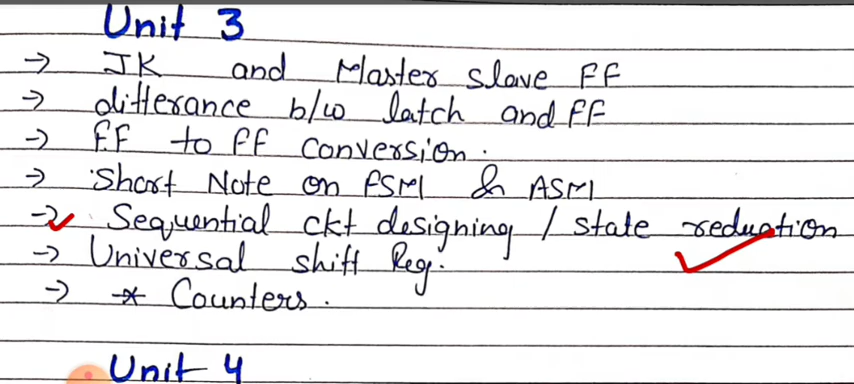 Unit 3
→ JK and Master slave FF
→ differance b/w latch and FF
→ FF to FF conversion.
→ Short Note on FSM & ASM
→ Sequential ckt designing / state reduction
→ Universal shift Reg.
→ * Counters.
Unit 4